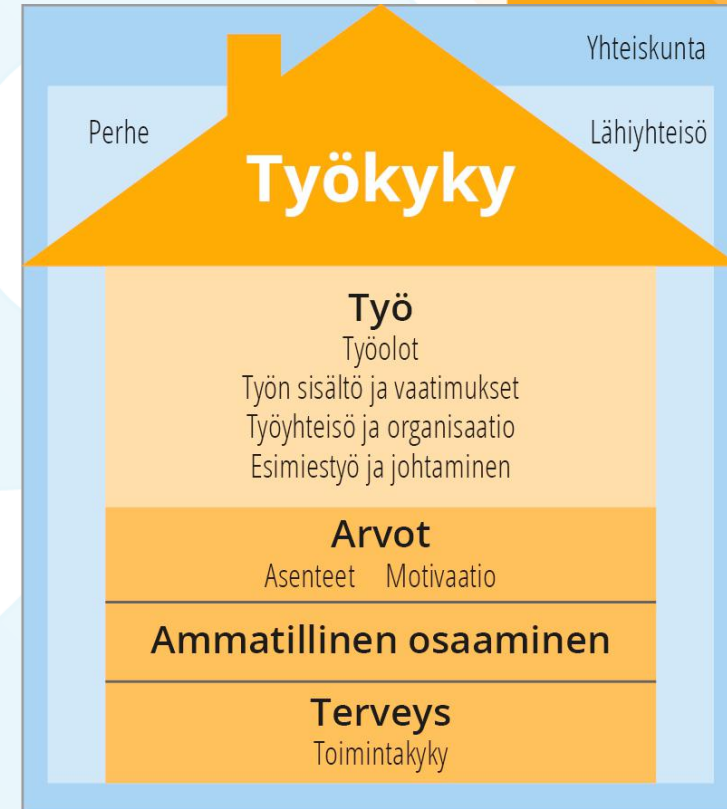 Yhteiskunta
Perhe
Lähiyhteisö
Työkyky
Työ
Työolot
Työn sisältö ja vaatimukset
Työyhteisö ja organisaatio
Esimiestyö ja johtaminen
Arvot
Asenteet Motivaatio
Ammatillinen osaaminen
Terveys
Toimintakyky